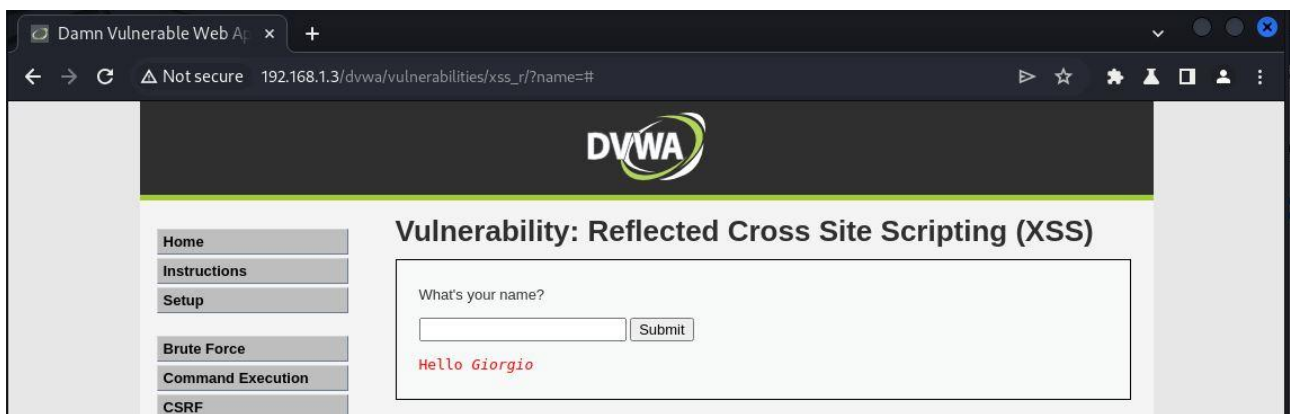 Damn Vulnerable Web Ap
Not secure 192.168.1.3/dvwa/vulnerabilities/xss_r/?name=#
DVWA
Vulnerability: Reflected Cross Site Scripting (XSS)
Home
Instructions
Setup
Brute Force
Command Execution
CSRF
What's your name?
Submit
Hello Giorgio